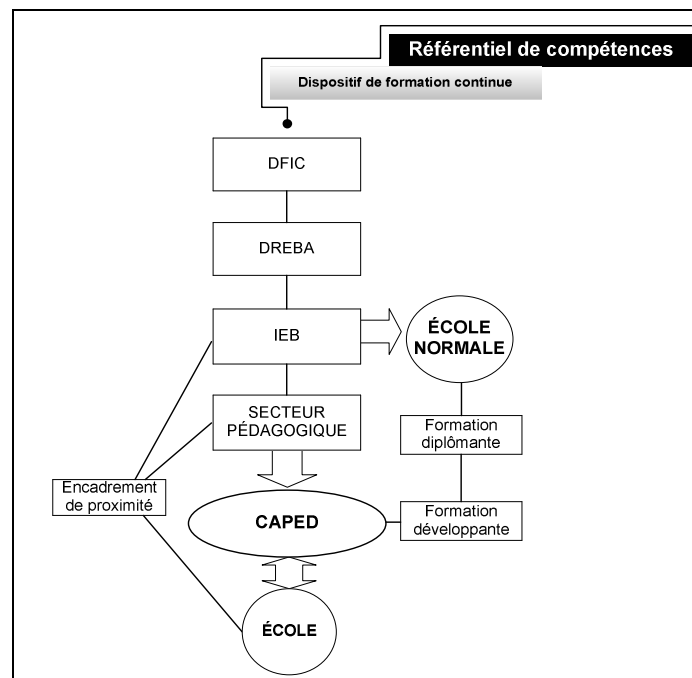 Référentiel de compétences
Dispositif de formation continue
DFIC
DREBA
IEB
ÉCOLE
NORMALE
SECTEUR
PÉDAGOGIQUE
Formation
diplômante
Encadrement
de proximité
CAPED
Formation
développante
ÉCOLE